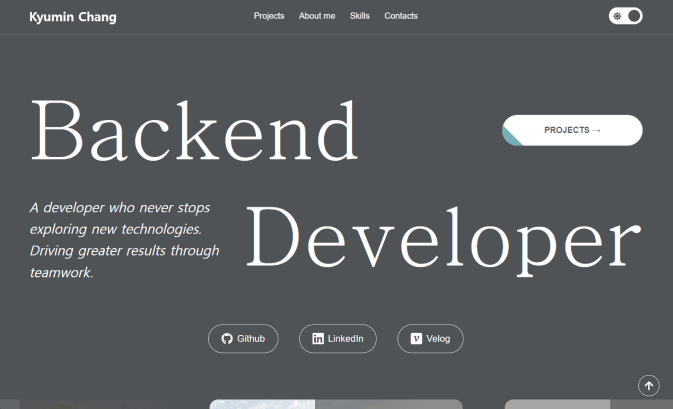 Kyumin Chang
Projects About me Skills Contacts
Backend
PROJECTS →
A developer who never stops
exploring new technologies.
Driving greater results through
teamwork.
Developer
Github LinkedIn Velog